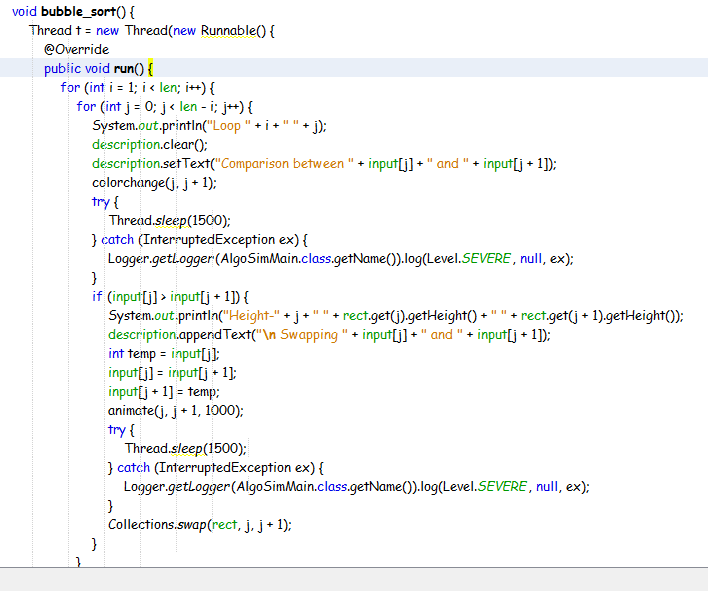 void bubble_sort() {
Thread t = new Thread(new Runnable() {
@Override
public void run() {
for (int i = 1; i < len; i++) {
for (int j = 0; j < len - i; j++) {
System.out.println("Loop " + i + " " + j);
description.clear();
description.setText("Comparison between " + input[j] + " and " + input[j + 1]);
colorchange(j, j + 1);
try {
Thread.sleep(1500);
} catch (InterruptedException ex) {
Logger.getLogger(AlgoSimMain.class.getName()).log(Level.SEVERE, null, ex);
}
if (input[j] > input[j + 1]) {
System.out.println("Height-" + j + " " + rect.get(j).getHeight() + " " + rect.get(j + 1).getHeight());
description.appendText("\n Swapping " + input[j] + " and " + input[j + 1]);
int temp = input[j];
input[j] = input[j + 1];
input[j + 1] = temp;
animate(j, j + 1, 1000);
try {
Thread.sleep(1500);
} catch (InterruptedException ex) {
Logger.getLogger(AlgoSimMain.class.getName()).log(Level.SEVERE, null, ex);
}
Collections.swap(rect, j, j + 1);
}
}